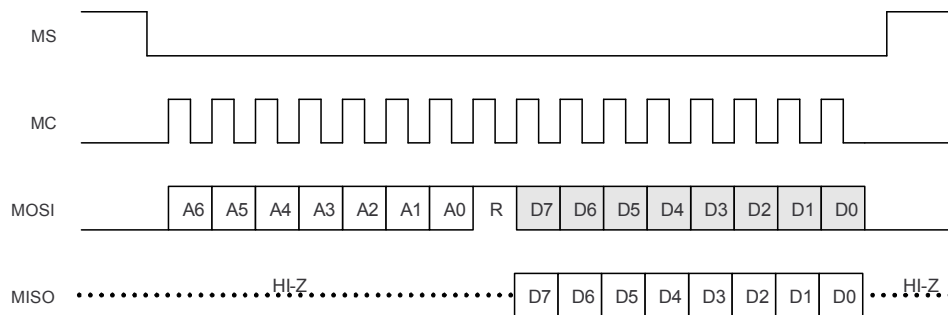 MS
MC
MOSI A6 A5 A4 A3 A2 A1 A0 R D7 D6 D5 D4 D3 D2 D1 D0
HI-Z HI-Z
MISO D7 D6 D5 D4 D3 D2 D1 D0